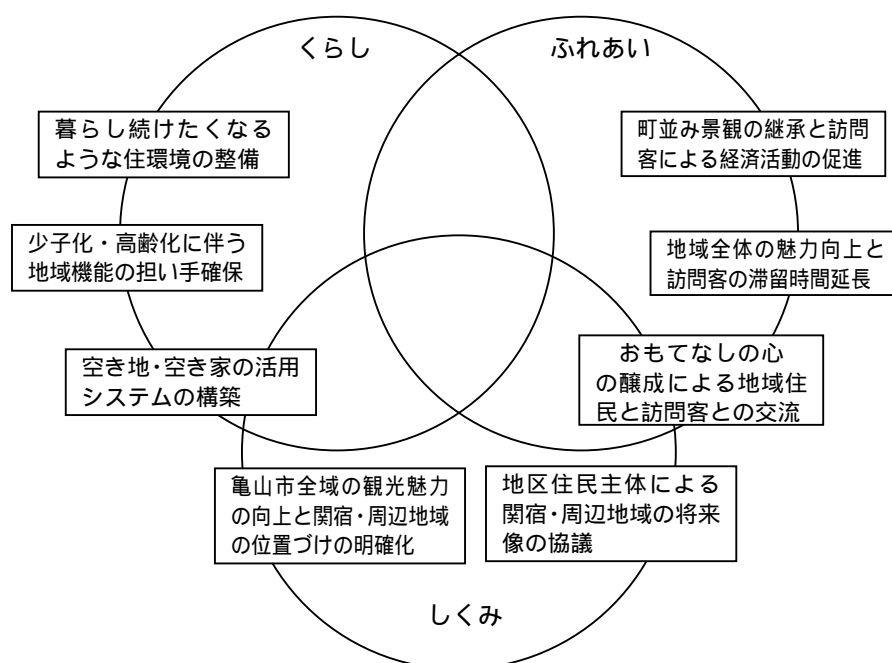 くらし
ふれあい
暮らし続けたくなる
ような住環境の整備
町並み景観の継承と訪問
客による経済活動の促進
少子化・高齢化に伴う
地域機能の担い手確保
地域全体の魅力向上と
訪問客の滞留時間延長
空き地・空き家の活用
システムの構築
おもてなしの心
の醸成による地域住
民と訪問客との交流
亀山市全域の観光魅力
の向上と関宿・周辺地域
の位置づけの明確化
地区住民主体による
関宿・周辺地域の将来
像の協議
しくみ